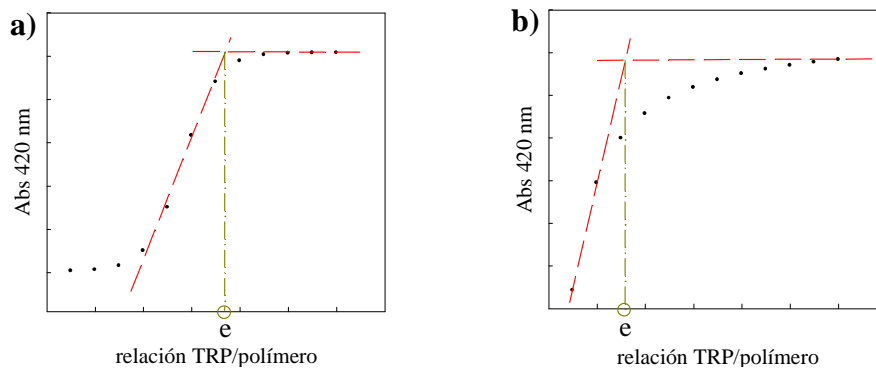 a)
Abs 420 nm
e
relación TRP/polímero
b)
Abs 420 nm
e
relación TRP/polímero